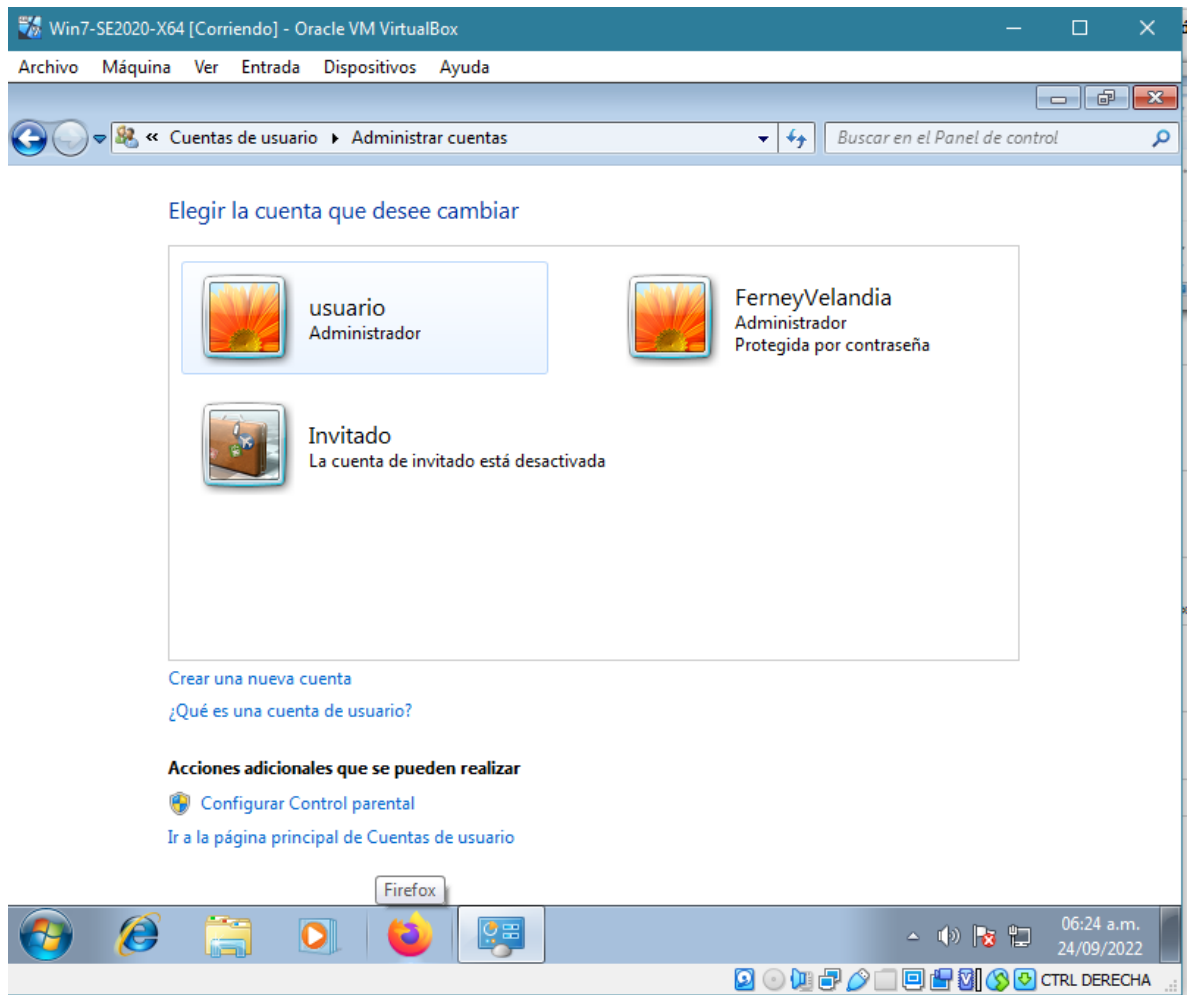 Win7-SE2020-X64 [Corriendo] - Oracle VM VirtualBox
Archivo Máquina Ver Entrada Dispositivos Ayuda
« Cuentas de usuario Administrar cuentas
Buscar en el Panel de control
Elegir la cuenta que desee cambiar
usuario
Administrador
FerneyVelandia
Administrador
Protegida por contraseña
Invitado
La cuenta de invitado está desactivada
Crear una nueva cuenta
¿Qué es una cuenta de usuario?
Acciones adicionales que se pueden realizar
Configurar Control parental
Ir a la página principal de Cuentas de usuario
Firefox
06:24 a.m.
24/09/2022
CTRL DERECHA